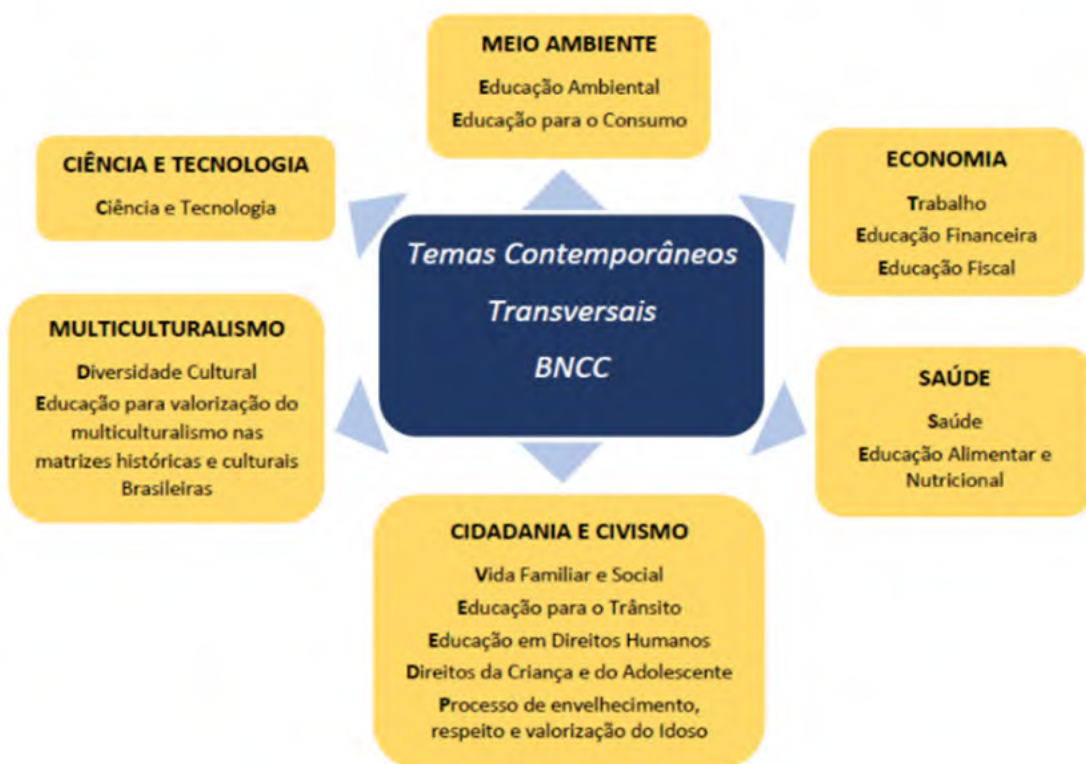 MEIO AMBIENTE
Educação Ambiental
Educação para o Consumo
CIÊNCIA E TECNOLOGIA
Ciência e Tecnologia
ECONOMIA
Trabalho
Educação Financeira
Educação Fiscal
Temas Contemporâneos
Transversais
BNCC
MULTICULTURALISMO
Diversidade Cultural
Educação para valorização do
multiculturalismo nas
matrizes históricas e culturais
Brasileiras
SAÚDE
Saúde
Educação Alimentar e
Nutricional
CIDADANIA E CIVISMO
Vida Familiar e Social
Educação para o Trânsito
Educação em Direitos Humanos
Direitos da Criança e do Adolescente
Processo de envelhecimento,
respeito e valorização do Idoso